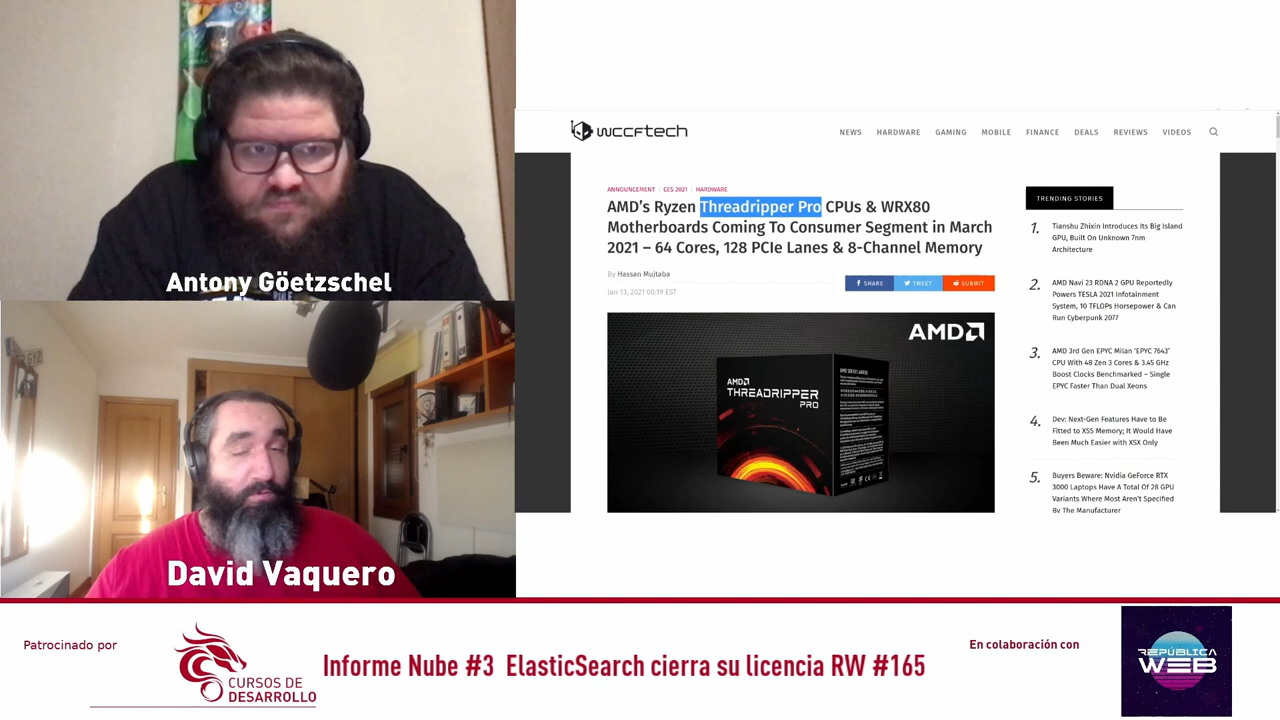 Antony Göetzschel
David Vaquero
wccftech
NEWS HARDWARE GAMING MOBILE FINANCE DEALS REVIEWS VIDEOS
ANNOUNCEMENT CES 2021 HARDWARE
AMD's Ryzen Threadripper Pro CPUs & WRX80
Motherboards Coming To Consumer Segment in March
2021 – 64 Cores, 128 PCIe Lanes & 8-Channel Memory
By Hassan Mujtaba
Jan 13, 2021 00:19 EST
SHARE TWEET SUBMIT
AMD
AMD
THREADRIPPER
PRO
TRENDING STORIES
1. Tianshu Zhixin Introduces Its Big Island
GPU, Built On Unknown 7nm
Architecture
2. AMD Navi 23 RDNA 2 GPU Reportedly
Powers TESLA 2021 Infotainment
System, 10 TFLOPs Horsepower & Can
Run Cyberpunk 2077
3. AMD 3rd Gen EPYC Milan 'EPYC 7643'
CPU With 48 Zen 3 Cores & 3.45 GHz
Boost Clocks Benchmarked – Single
EPYC Faster Than Dual Xeons
4. Dev: Next-Gen Features Have to Be
Fitted to XSS Memory; It Would Have
Been Much Easier with XSX Only
5. Buyers Beware: Nvidia GeForce RTX
3000 Laptops Have A Total Of 28 GPU
Variants Where Most Aren't Specified
By The Manufacturer
Patrocinado por
CURSOS DE
DESARROLLO
Informe Nube #3 ElasticSearch cierra su licencia RW #165
En colaboración con
REPÚBLICA
WEB